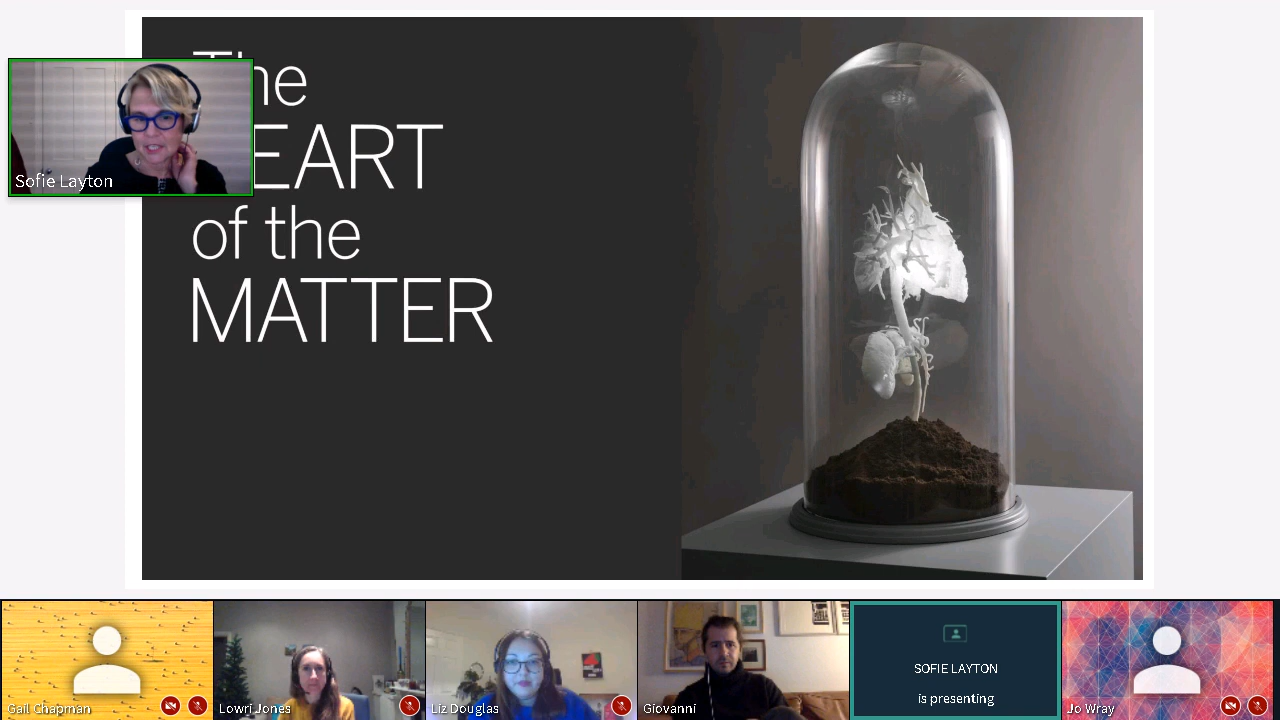 The
EART
of the
MATTER
Sofie Layton
Gail Chapman
Lowri Jones
Liz Douglas
Giovanni
SOFIE LAYTON
is presenting
Jo Wray